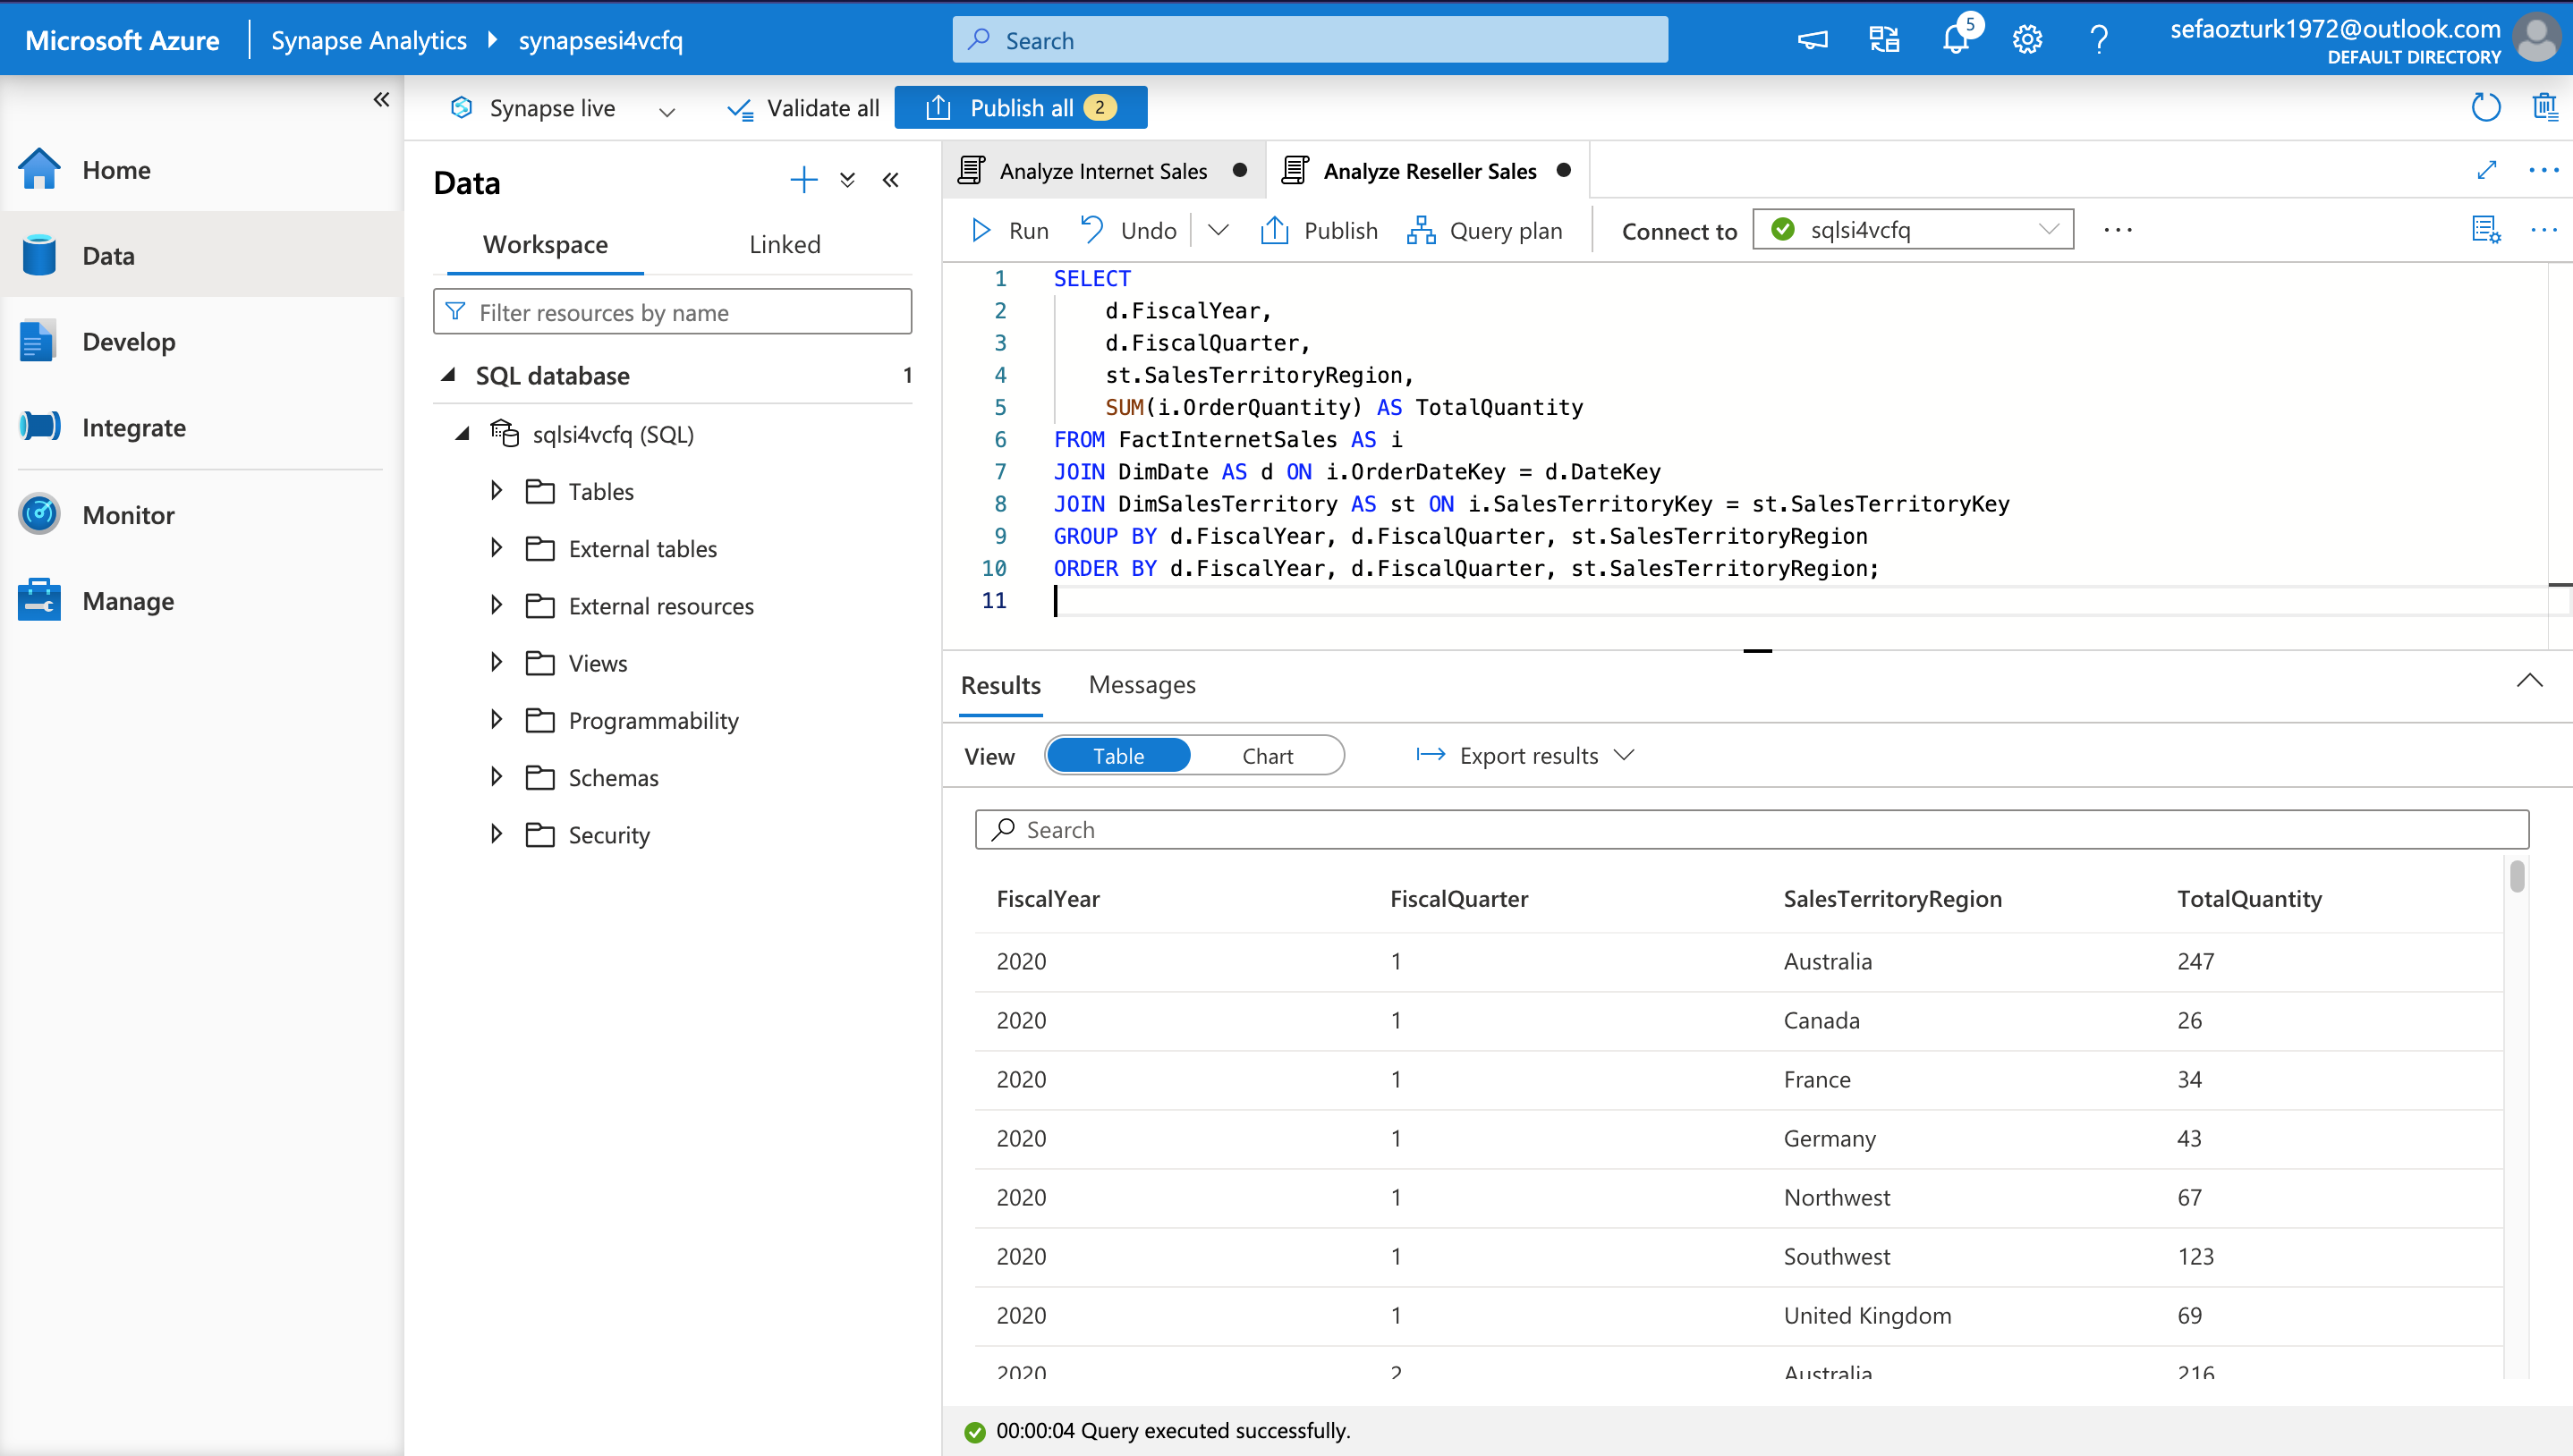 Microsoft Azure Synapse Analytics synapsesi4vcfq
Search
5
sefaozturk1972@outlook.com
DEFAULT DIRECTORY
Home
Data
Develop
Integrate
Monitor
Manage
Synapse live
Validate all
Publish all 2
Data
Workspace Linked
Filter resources by name
SQL database 1
sqlsi4vcfq (SQL)
Tables
External tables
External resources
Views
Programmability
Schemas
Security
Analyze Internet Sales
Analyze Reseller Sales
Run Undo Publish Query plan Connect to sqlsi4vcfq
1 SELECT
2 d.FiscalYear,
3 d.FiscalQuarter,
4 st.SalesTerritoryRegion,
5 SUM(i.OrderQuantity) AS TotalQuantity
6 FROM FactInternetSales AS i
7 JOIN DimDate AS d ON i.OrderDateKey = d.DateKey
8 JOIN DimSalesTerritory AS st ON i.SalesTerritoryKey = st.SalesTerritoryKey
9 GROUP BY d.FiscalYear, d.FiscalQuarter, st.SalesTerritoryRegion
10 ORDER BY d.FiscalYear, d.FiscalQuarter, st.SalesTerritoryRegion;
11
Results Messages
View Table Chart Export results
Search
FiscalYear FiscalQuarter SalesTerritoryRegion TotalQuantity
2020 1 Australia 247
2020 1 Canada 26
2020 1 France 34
2020 1 Germany 43
2020 1 Northwest 67
2020 1 Southwest 123
2020 1 United Kingdom 69
2020 2 Australia 216
00:00:04 Query executed successfully.